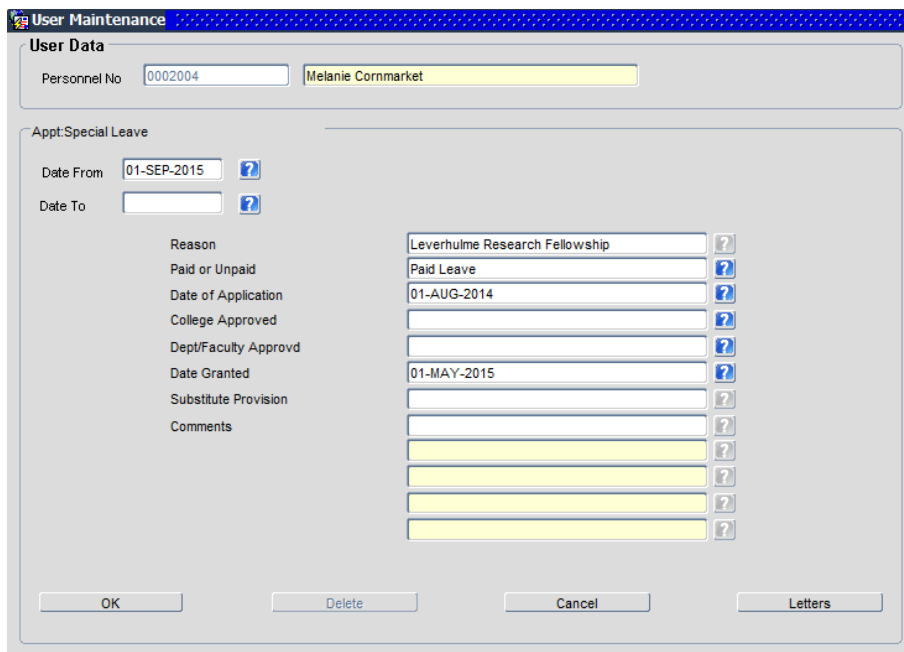 User Maintenance
User Data
Personnel No 0002004 Melanie Cornmarket
Appt:Special Leave
Date From 01-SEP-2015 ?
Date To ?
Reason Leverhulme Research Fellowship ?
Paid or Unpaid Paid Leave ?
Date of Application 01-AUG-2014 ?
College Approved ?
Dept/Faculty Approvd ?
Date Granted 01-MAY-2015 ?
Substitute Provision ?
Comments ?
?
?
?
?
OK Delete Cancel Letters